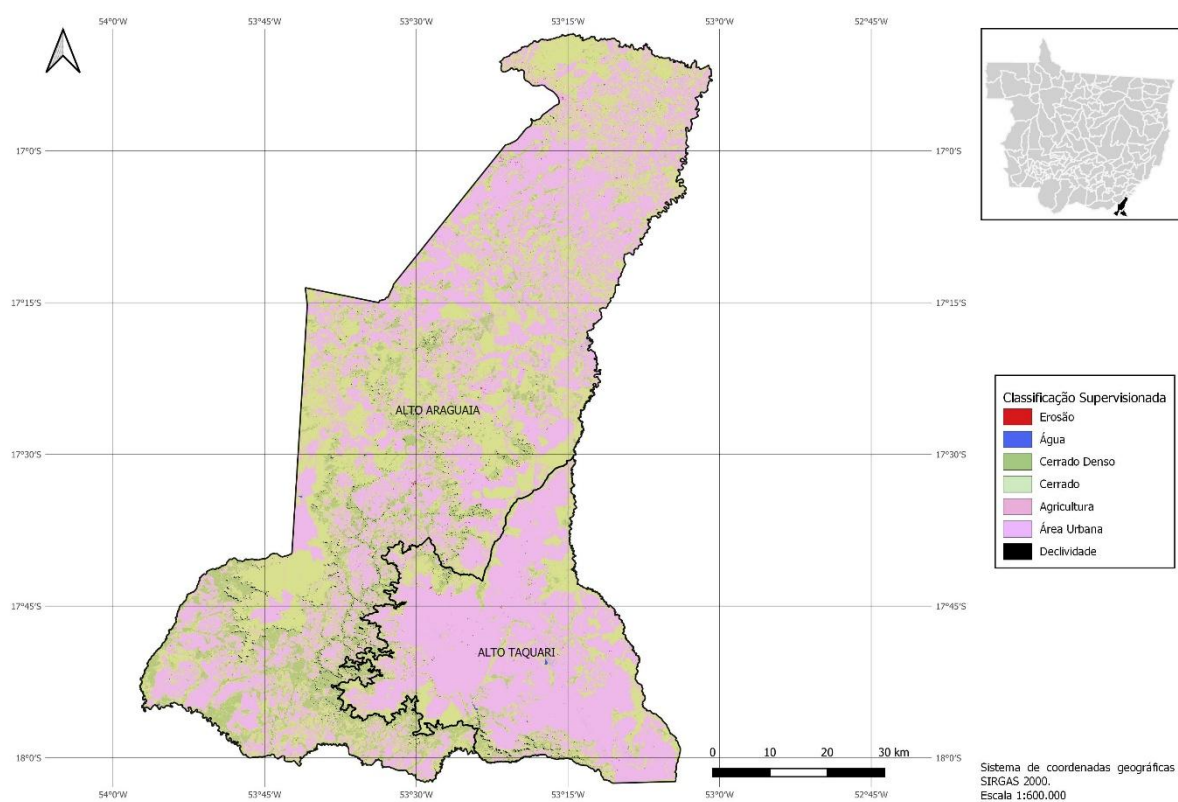 54°0'W 53°45'W 53°30'W 53°15'W 53°0'W 52°45'W
17°0'S 17°0'S
17°15'S 17°15'S
ALTO ARAGUAIA
17°30'S 17°30'S
17°45'S 17°45'S
ALTO TAQUARI
18°0'S 18°0'S
54°0'W 53°45'W 53°30'W 53°15'W 53°0'W 52°45'W
0 10 20 30 km
Classificação Supervisionada
Erosão
Água
Cerrado Denso
Cerrado
Agricultura
Área Urbana
Declividade
Sistema de coordenadas geográficas
SIRGAS 2000.
Escala 1:600.000